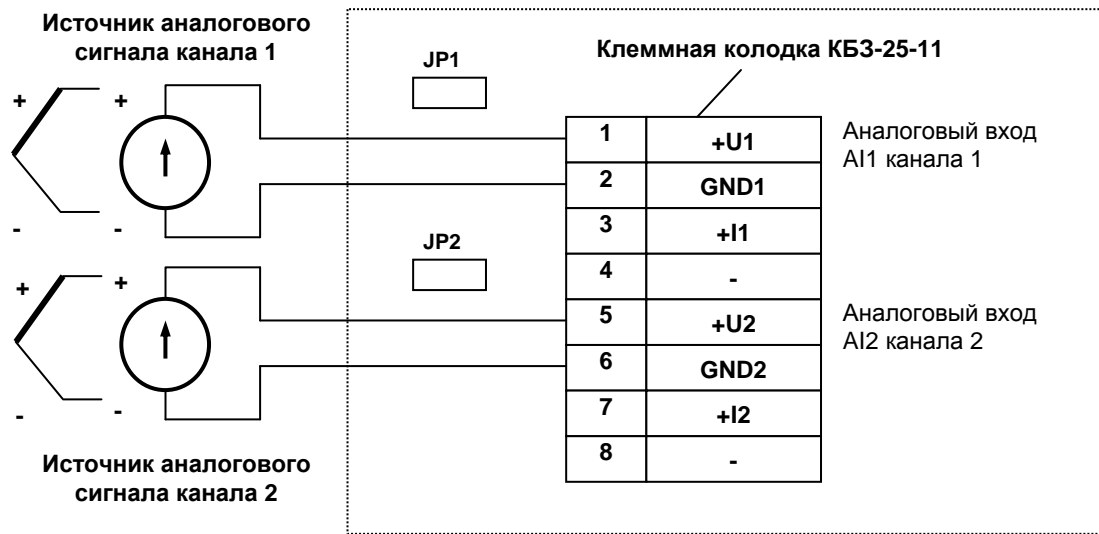 Источник аналогового
сигнала канала 1
JP1
Клеммная колодка КБЗ-25-11
+ +
- -
1 +U1
2 GND1
3 +I1
4 -
5 +U2
6 GND2
7 +I2
8 -
Аналоговый вход
AI1 канала 1
JP2
+ +
- -
Аналоговый вход
AI2 канала 2
Источник аналогового
сигнала канала 2